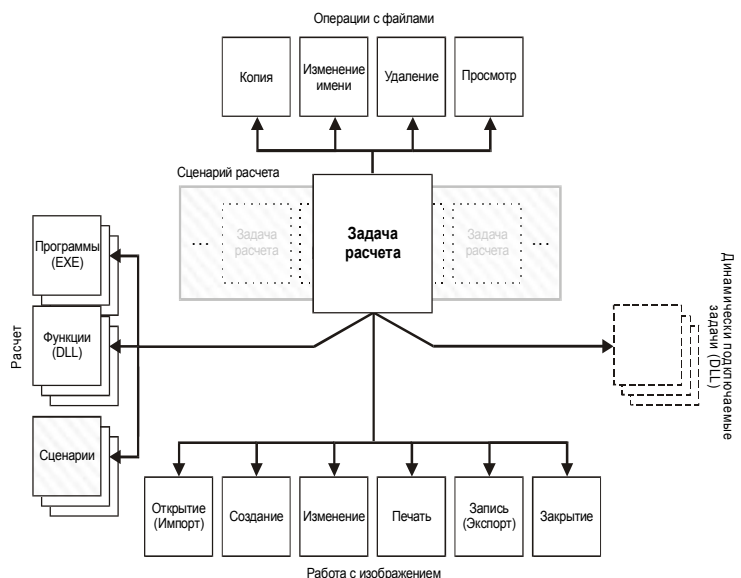 Операции с файлами
Копия
Изменение
имени
Удаление
Просмотр
Сценарий расчета
...
Задача
расчета
Задача
расчета
Задача
расчета
...
Расчет
Программы
(EXE)
Функции
(DLL)
Сценарии
Динамически подключаемые
задачи (DLL)
Открытие
(Импорт)
Создание
Изменение
Печать
Запись
(Экспорт)
Закрытие
Работа с изображением